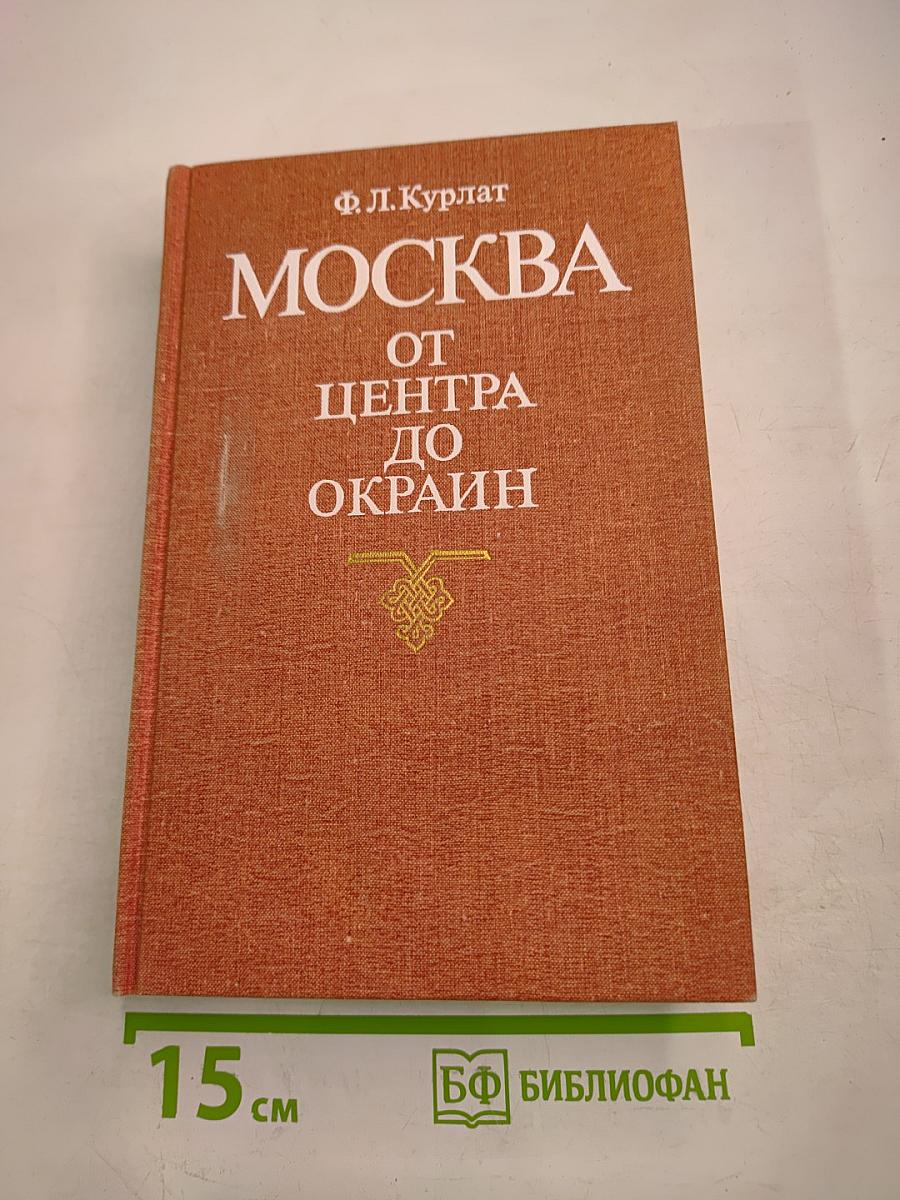 Ф. Л. Курлат
МОСКВА
ОТ
ЦЕНТРА
ДО
ОКРАИН
15 см
БФ БИБЛИОФАН